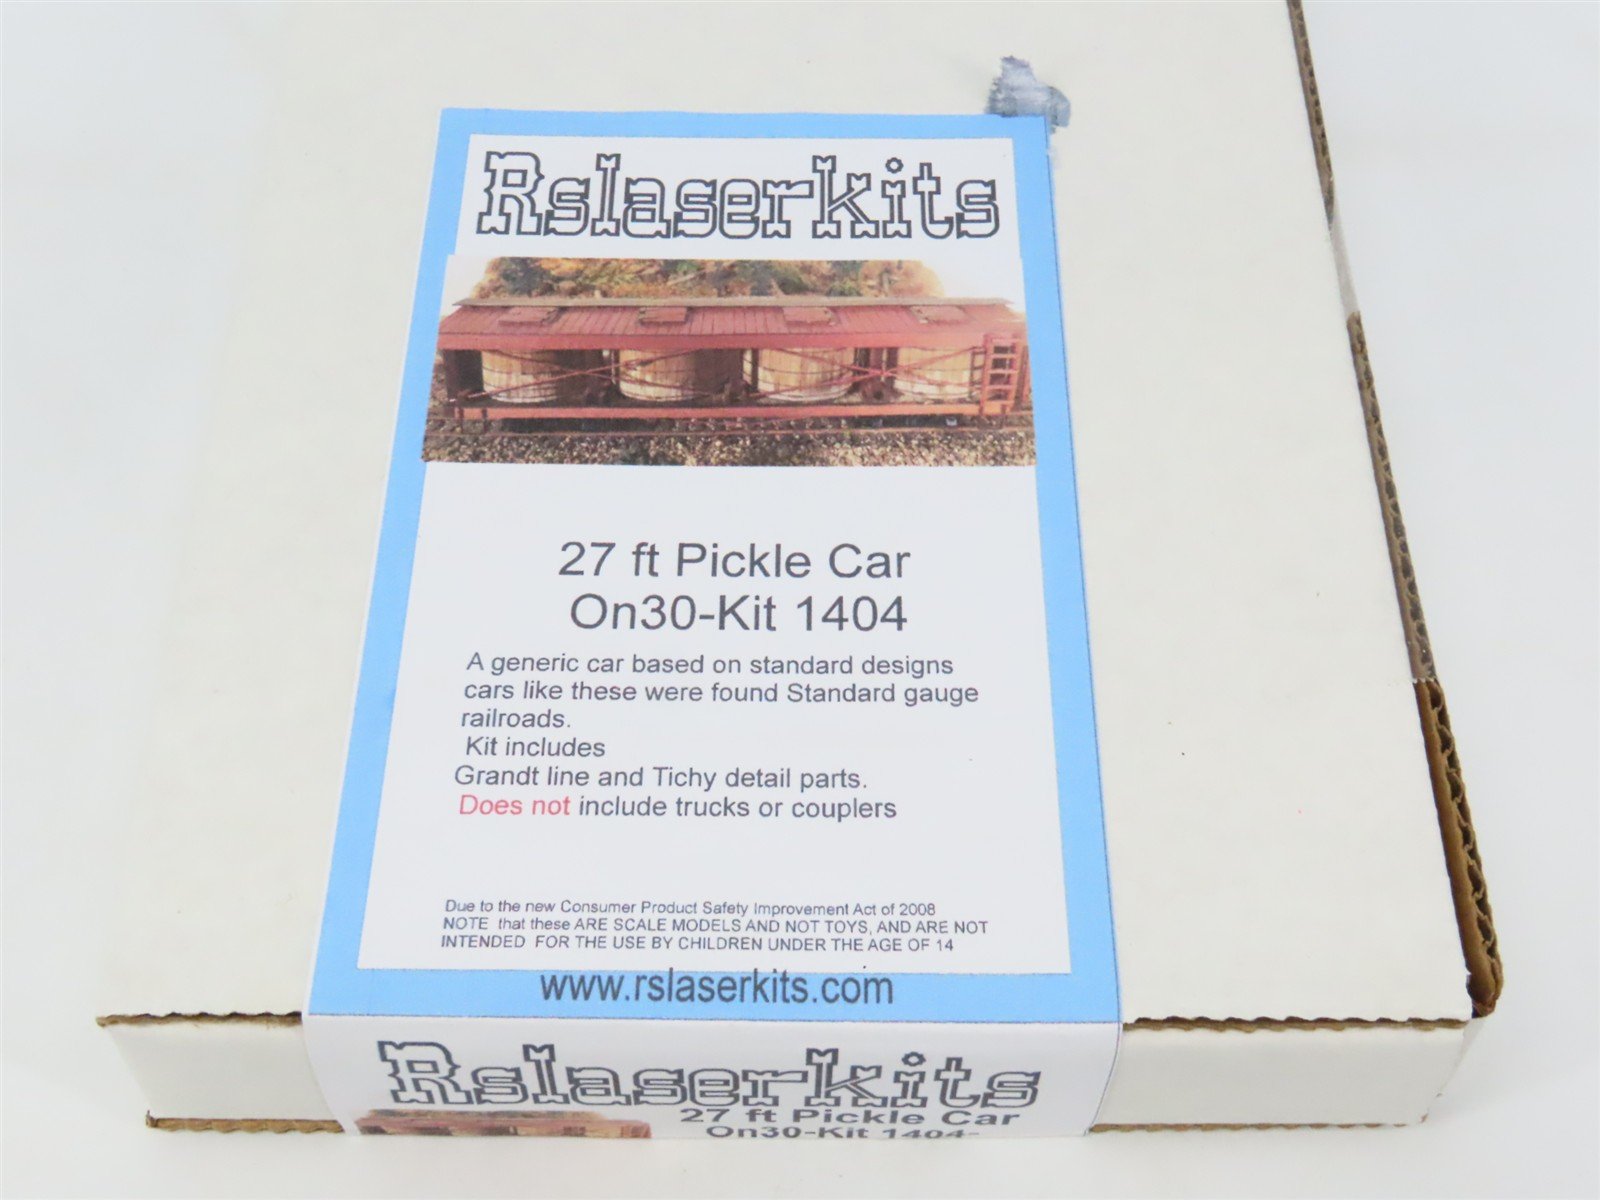 Rslaserkits
27 ft Pickle Car
On30-Kit 1404
A generic car based on standard designs
cars like these were found Standard gauge
railroads.
Kit includes
Grandt line and Tichy detail parts.
Does not include trucks or couplers
Due to the new Consumer Product Safety Improvement Act of 2008
NOTE that these ARE SCALE MODELS AND NOT TOYS, AND ARE NOT
INTENDED FOR THE USE BY CHILDREN UNDER THE AGE OF 14
www.rslaserkits.com
Rslaserkits
27 ft Pickle Car
On30-Kit 1404-